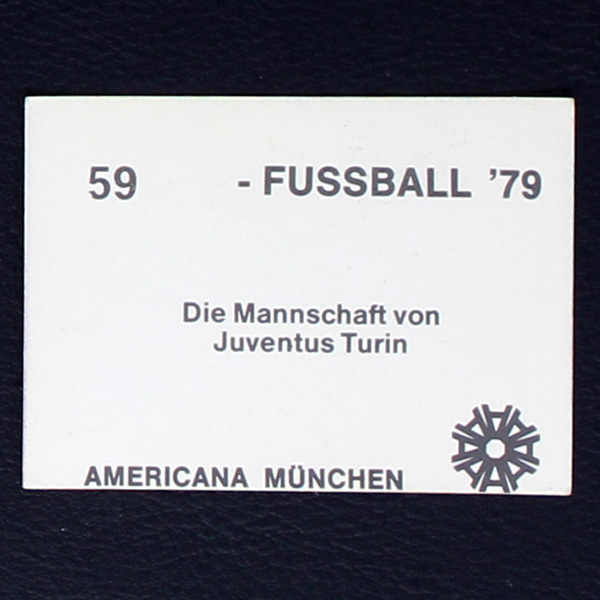 59 - FUSSBALL '79
Die Mannschaft von
Juventus Turin
AMERICANA MÜNCHEN